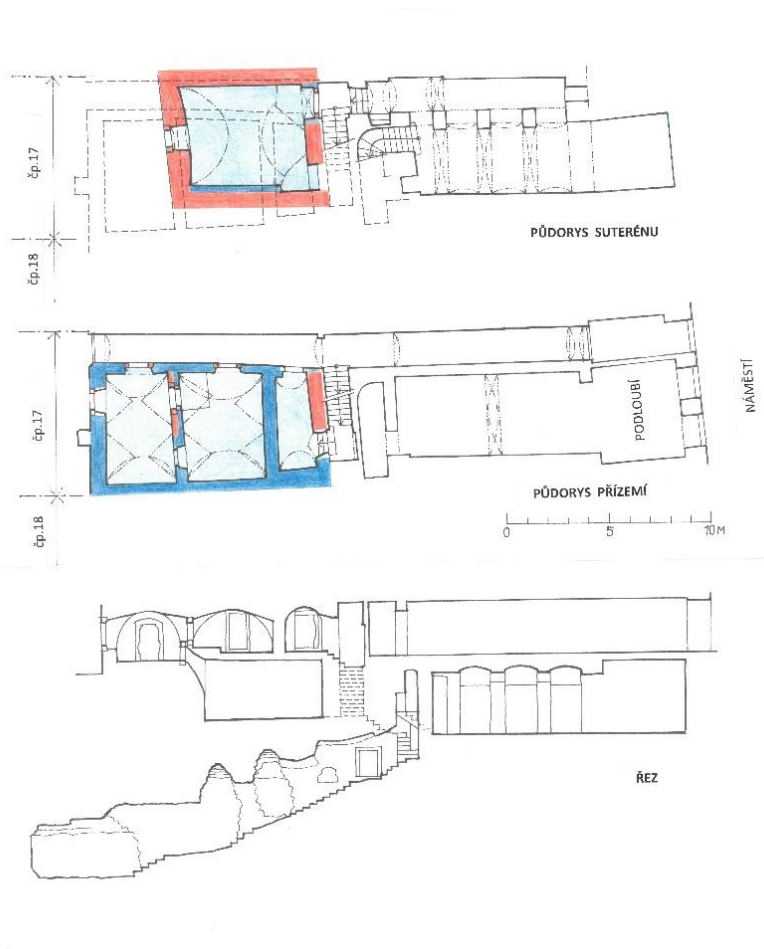 čp.17
čp.18
PŮDORYS SUTERÉNU
čp.17
čp.18
PODLOUBÍ
NÁMĚSTÍ
PŮDORYS PŘÍZEMÍ
0 5 10M
ŘEZ